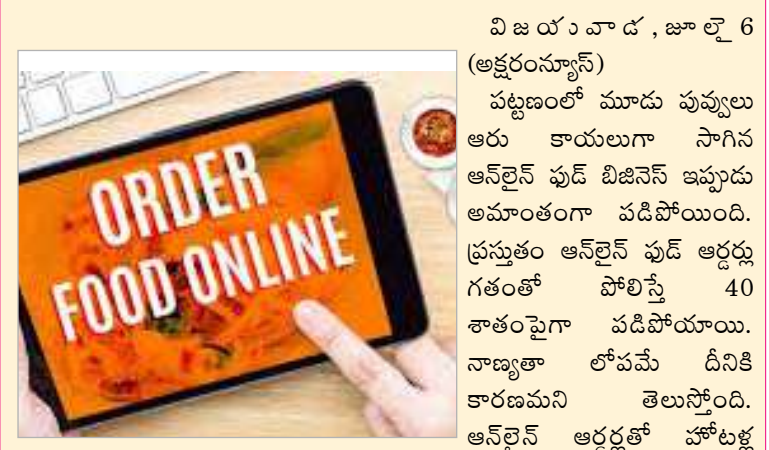 ORDER
FOOD ONLINE
విజయవాడ, జూలై 6
(అక్షరంన్యూస్)
పట్టణంలో మూడు పువ్వులు
ఆరు కాయలుగా సాగిన
ఆన్‌లైన్ ఫుడ్ బిజినెస్ ఇప్పుడు
అమాంతంగా పడిపోయింది.
ప్రస్తుతం ఆన్‌లైన్ ఫుడ్ ఆర్డర్లు
గతంతో పోలిస్తే 40
శాతంపైగా పడిపోయాయి.
నాణ్యతా లోపమే దీనికి
కారణమని తెలుస్తోంది.
ఆన్‌లైన్ ఆర్డర్లతో హోటళ్ల